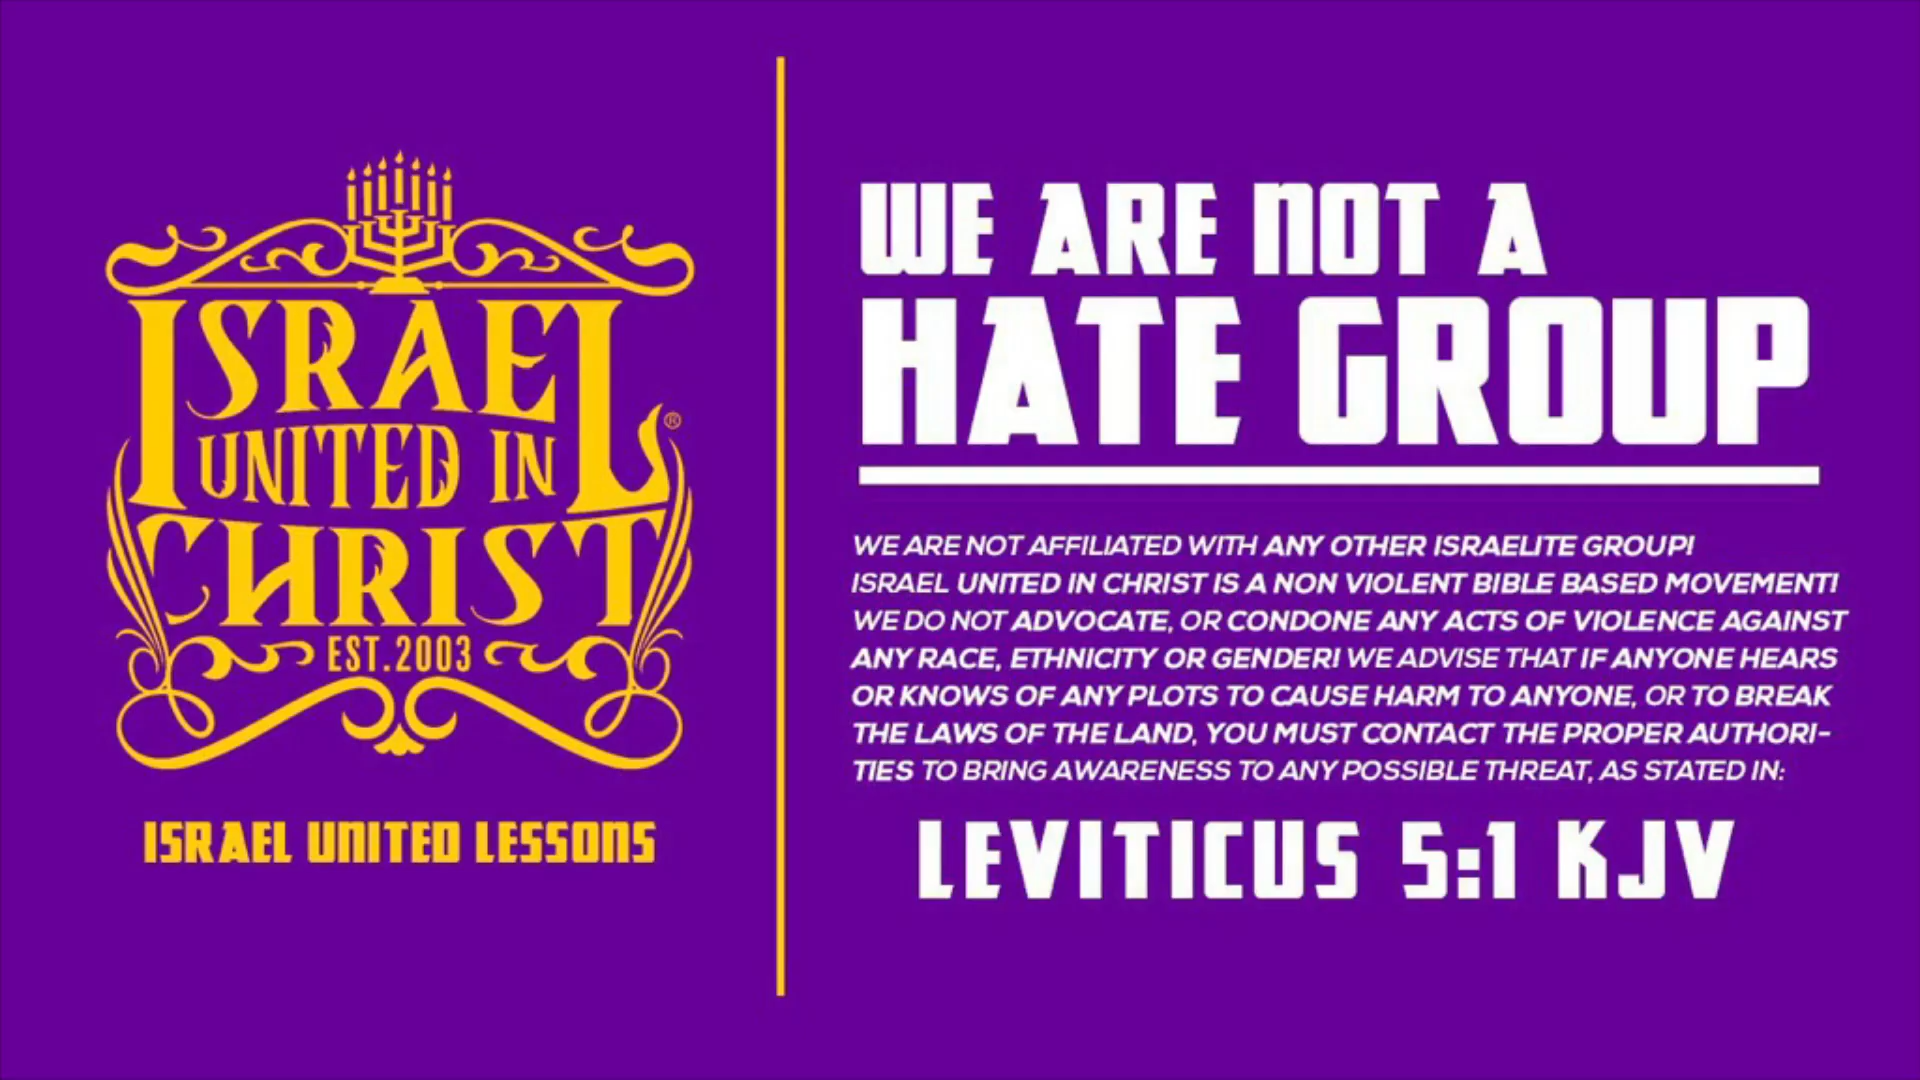 ISRAEL
UNITED IN
CHRIST
®
EST.2003
ISRAEL UNITED LESSONS
WE ARE NOT A
HATE GROUP
WE ARE NOT AFFILIATED WITH ANY OTHER ISRAELITE GROUP!
ISRAEL UNITED IN CHRIST IS A NON VIOLENT BIBLE BASED MOVEMENT!
WE DO NOT ADVOCATE, OR CONDONE ANY ACTS OF VIOLENCE AGAINST
ANY RACE, ETHNICITY OR GENDER! WE ADVISE THAT IF ANYONE HEARS
OR KNOWS OF ANY PLOTS TO CAUSE HARM TO ANYONE, OR TO BREAK
THE LAWS OF THE LAND, YOU MUST CONTACT THE PROPER AUTHORI-
TIES TO BRING AWARENESS TO ANY POSSIBLE THREAT, AS STATED IN:
LEVITICUS 5:1 KJV